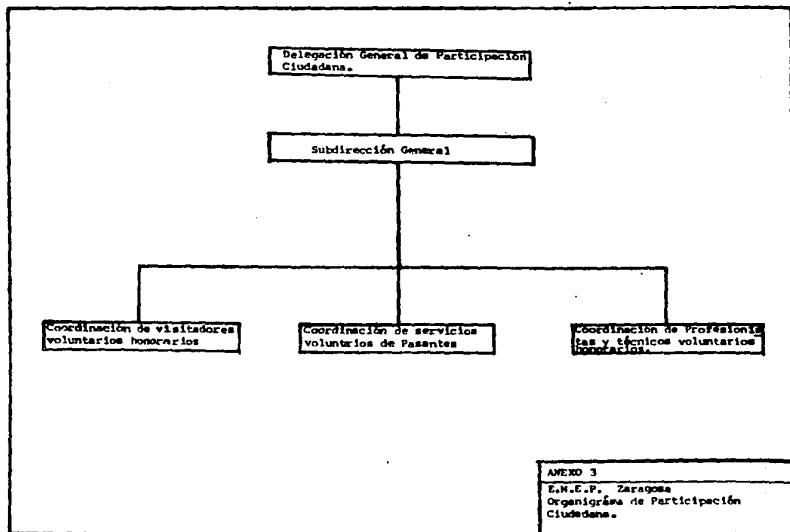 Delegación General de Participación
Ciudadana.
Subdirección General
Coordinación de visitadores
voluntarios honorarios
Coordinación de servicios
voluntarios de Pasantes
Coordinación de Profesionis
tas y técnicos voluntarios
honorarios.
ANEXO 3
E.N.E.P. Zaragoza
Organigráma de Participación
Ciudadana.